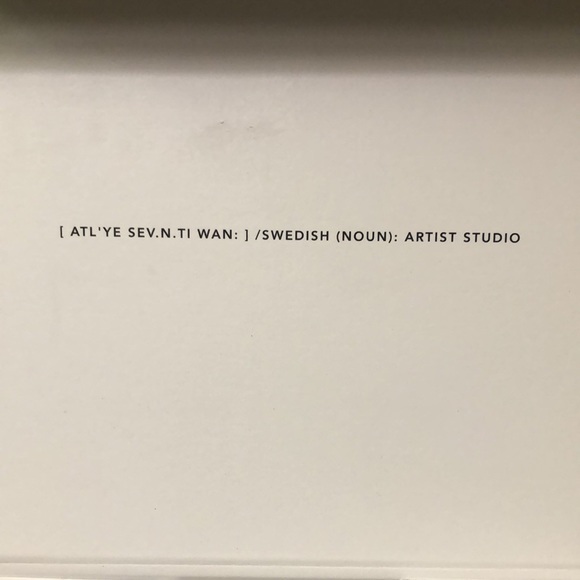 [ ATL'YE SEV.N.TI WAN: ] /SWEDISH (NOUN): ARTIST STUDIO